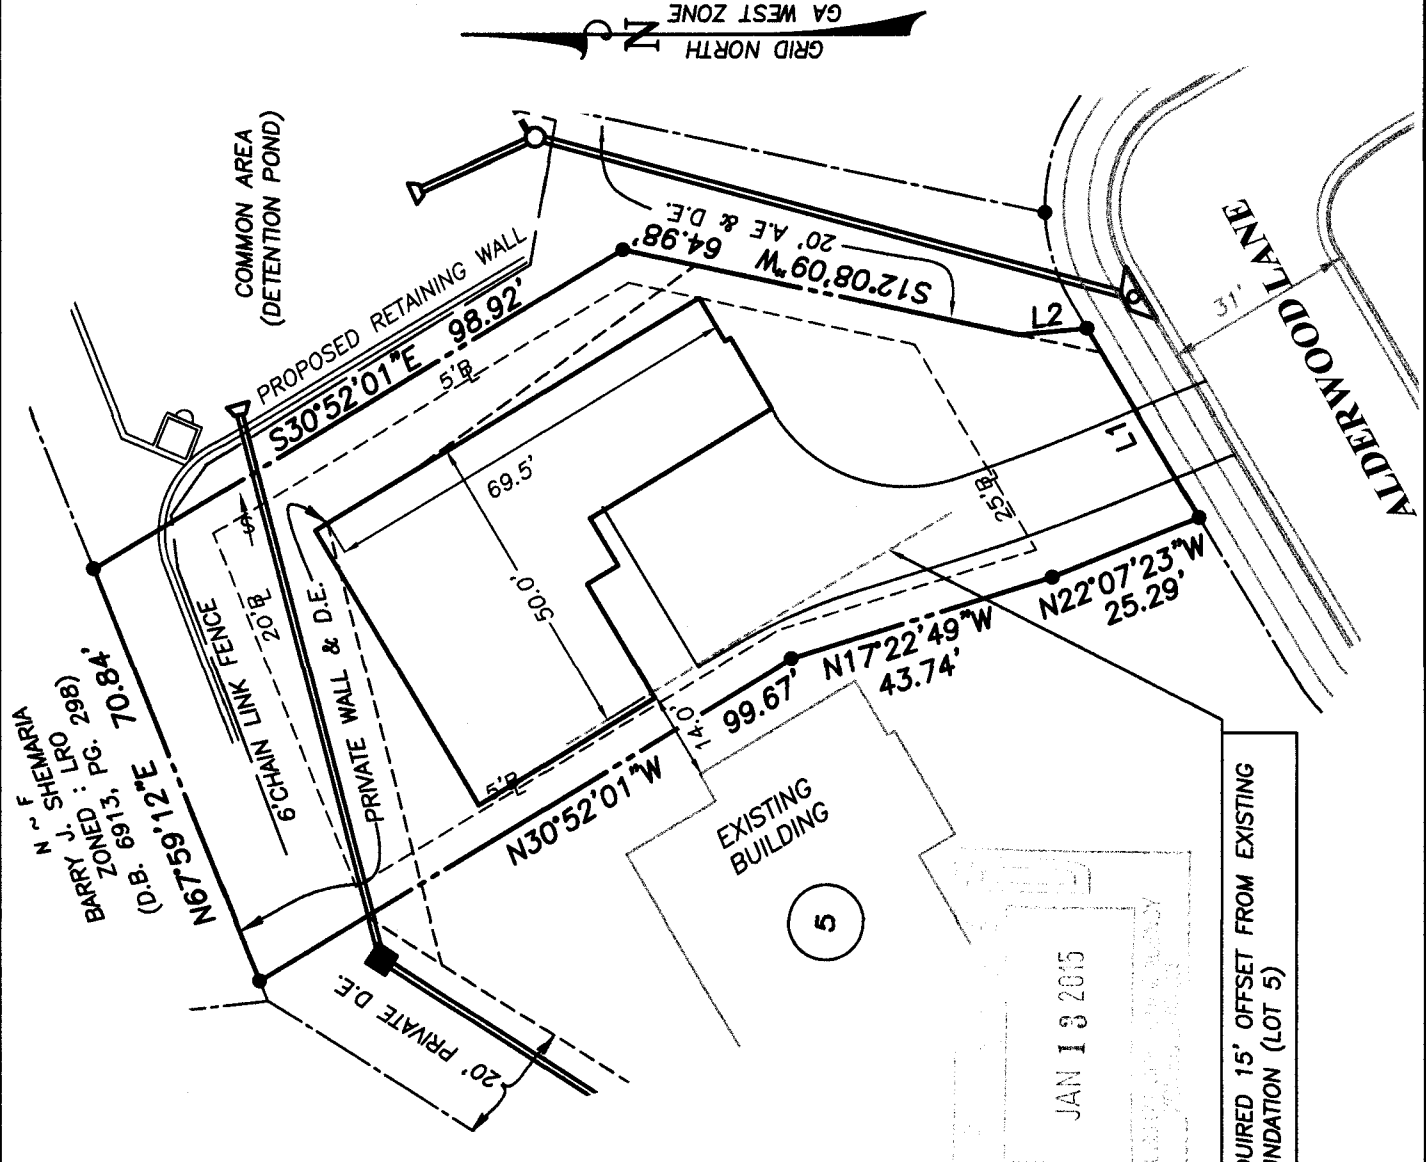 GRID NORTH
GA WEST ZONE
N
COMMON AREA
(DETENTION POND)
PROPOSED RETAINING WALL
S30°52'01"E 98.92'
5' BL
20' A.E & D.E.
S12°08'09"W 64.98'
L2
L1
31'
ALDERWOOD LANE
N ~ F
BARRY J. SHEMARIA
ZONED : LRO
(D.B. 6913, PG. 298)
N67°59'12"E 70.84'
6'CHAIN LINK FENCE
20' BL
S
PRIVATE WALL & D.E.
69.5'
50.0'
25' BL
5' BL
14.0'
N30°52'01"W 99.67'
N17°22'49"W
43.74'
N22°07'23"W
25.29'
EXISTING
BUILDING
5
20' PRIVATE D.E.
JAN 13 2015
UIRED 15' OFFSET FROM EXISTING
NDATION (LOT 5)